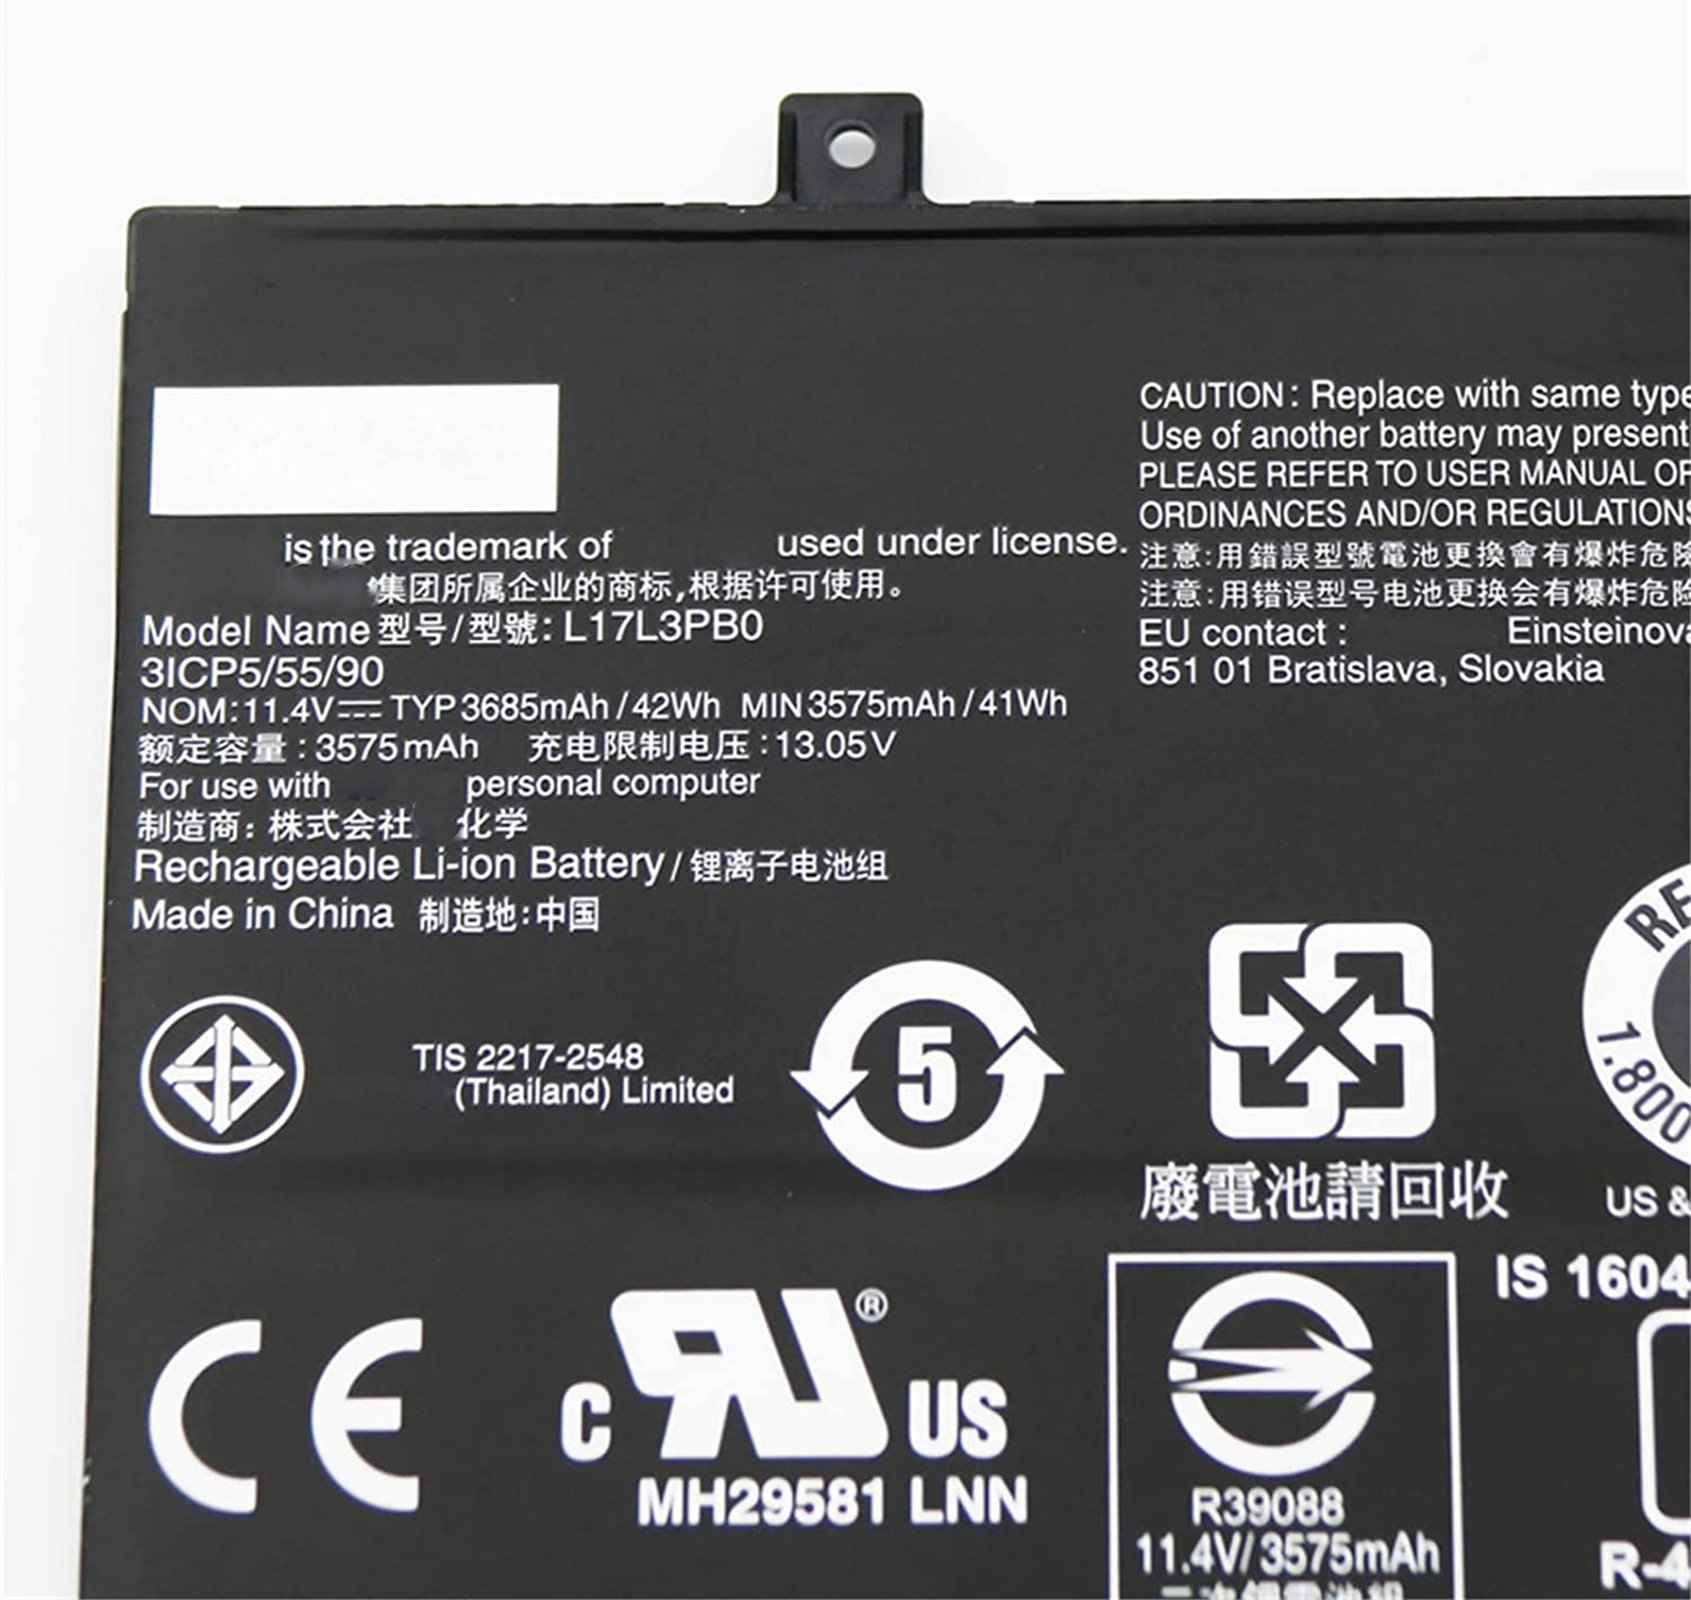 is the trademark of used under license.
集团所属企业的商标,根据许可使用。
Model Name 型号/型號: L17L3PB0
3ICP5/55/90
NOM:11.4V⎓ TYP 3685mAh/42Wh MIN 3575mAh/41Wh
额定容量:3575mAh 充电限制电压:13.05V
For use with personal computer
制造商: 株式会社 化学
Rechargeable Li-ion Battery/锂离子电池组
Made in China 制造地:中国
CAUTION: Replace with same type
Use of another battery may present
PLEASE REFER TO USER MANUAL OR
ORDINANCES AND/OR REGULATIONS
注意:用錯誤型號電池更換會有爆炸危險
注意:用错误型号电池更换会有爆炸危险
EU contact : Einsteinova
851 01 Bratislava, Slovakia
TIS 2217-2548
(Thailand) Limited
5
廢電池請回收
RE
1.800
US &
CE
C RU ® US
MH29581 LNN
R39088
11.4V/3575mAh
IS 1604
R-4